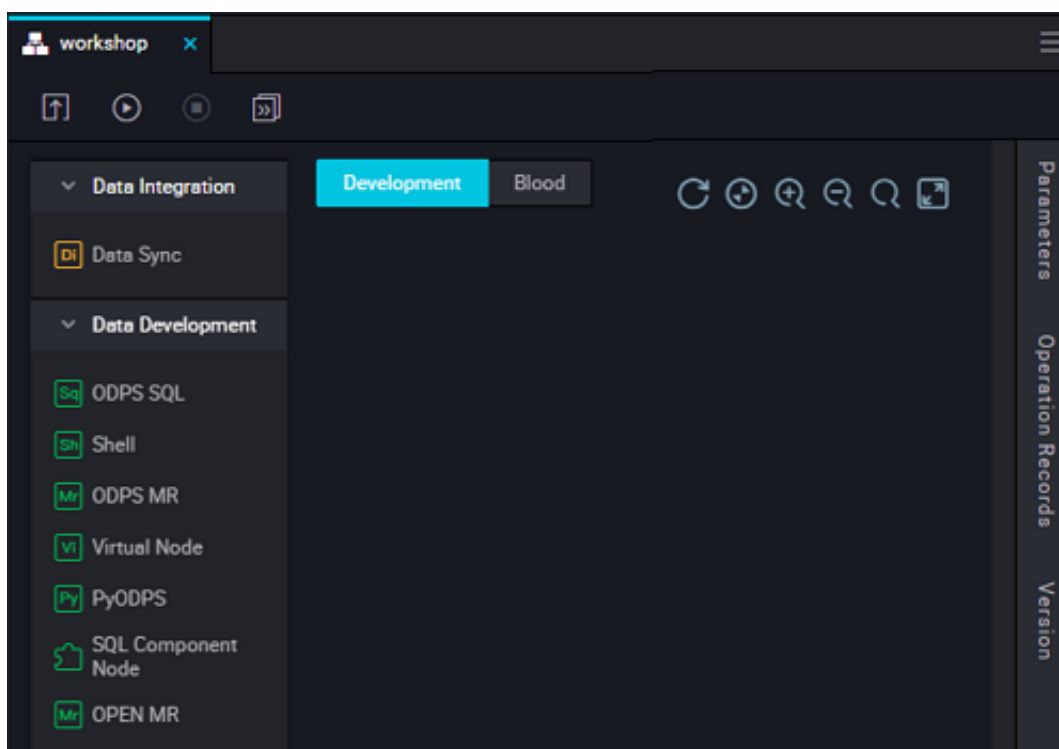 workshop
Data Integration
Development
Blood
Di
Data Sync
Data Development
Sq
ODPS SQL
Sh
Shell
Mr
ODPS MR
Vi
Virtual Node
Py
PyODPS
SQL Component
Node
Mr
OPEN MR
Parameters
Operation Records
Version